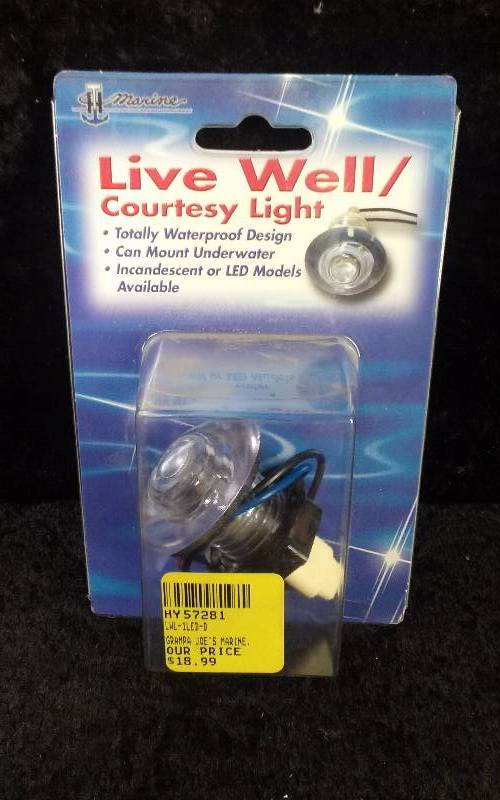 TH Marine
Live Well/
Courtesy Light
• Totally Waterproof Design
• Can Mount Underwater
• Incandescent or LED Models
Available
HY57281
LWL-1LED-D
GRAMPA JOE'S MARINE.
OUR PRICE
$18.99